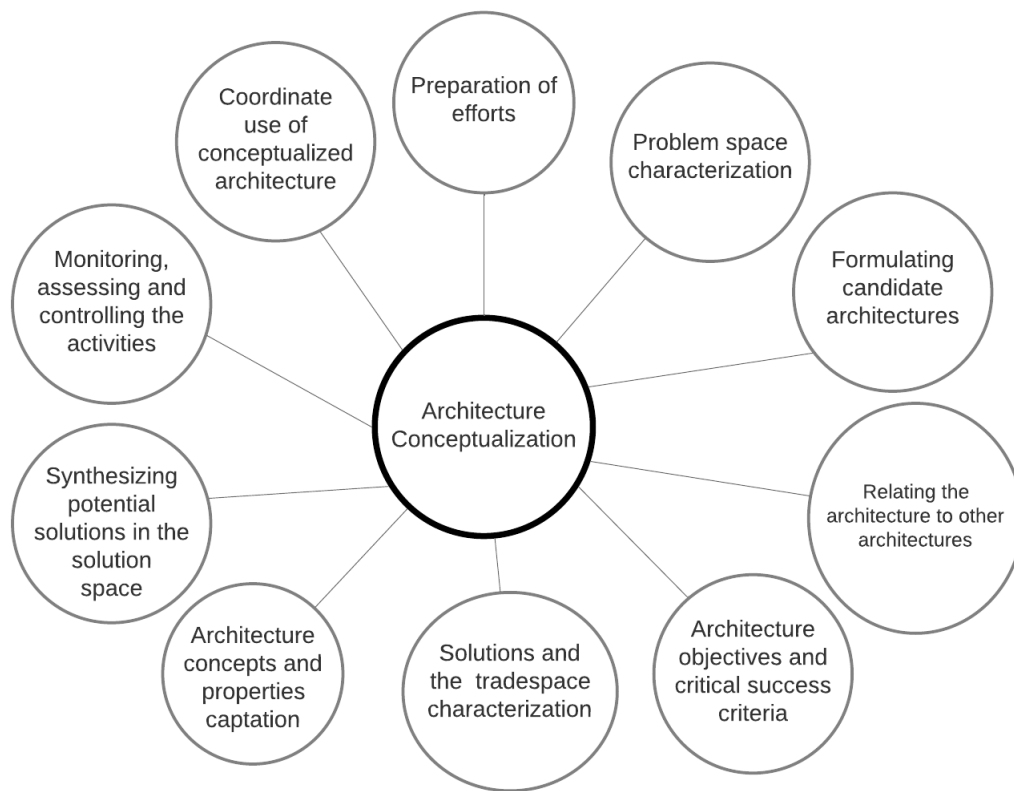 Preparation of
efforts
Problem space
characterization
Formulating
candidate
architectures
Relating the
architecture to other
architectures
Architecture
objectives and
critical success
criteria
Solutions and
the tradespace
characterization
Architecture
concepts and
properties
captation
Synthesizing
potential
solutions in the
solution
space
Monitoring,
assessing and
controlling the
activities
Coordinate
use of
conceptualized
architecture
Architecture
Conceptualization